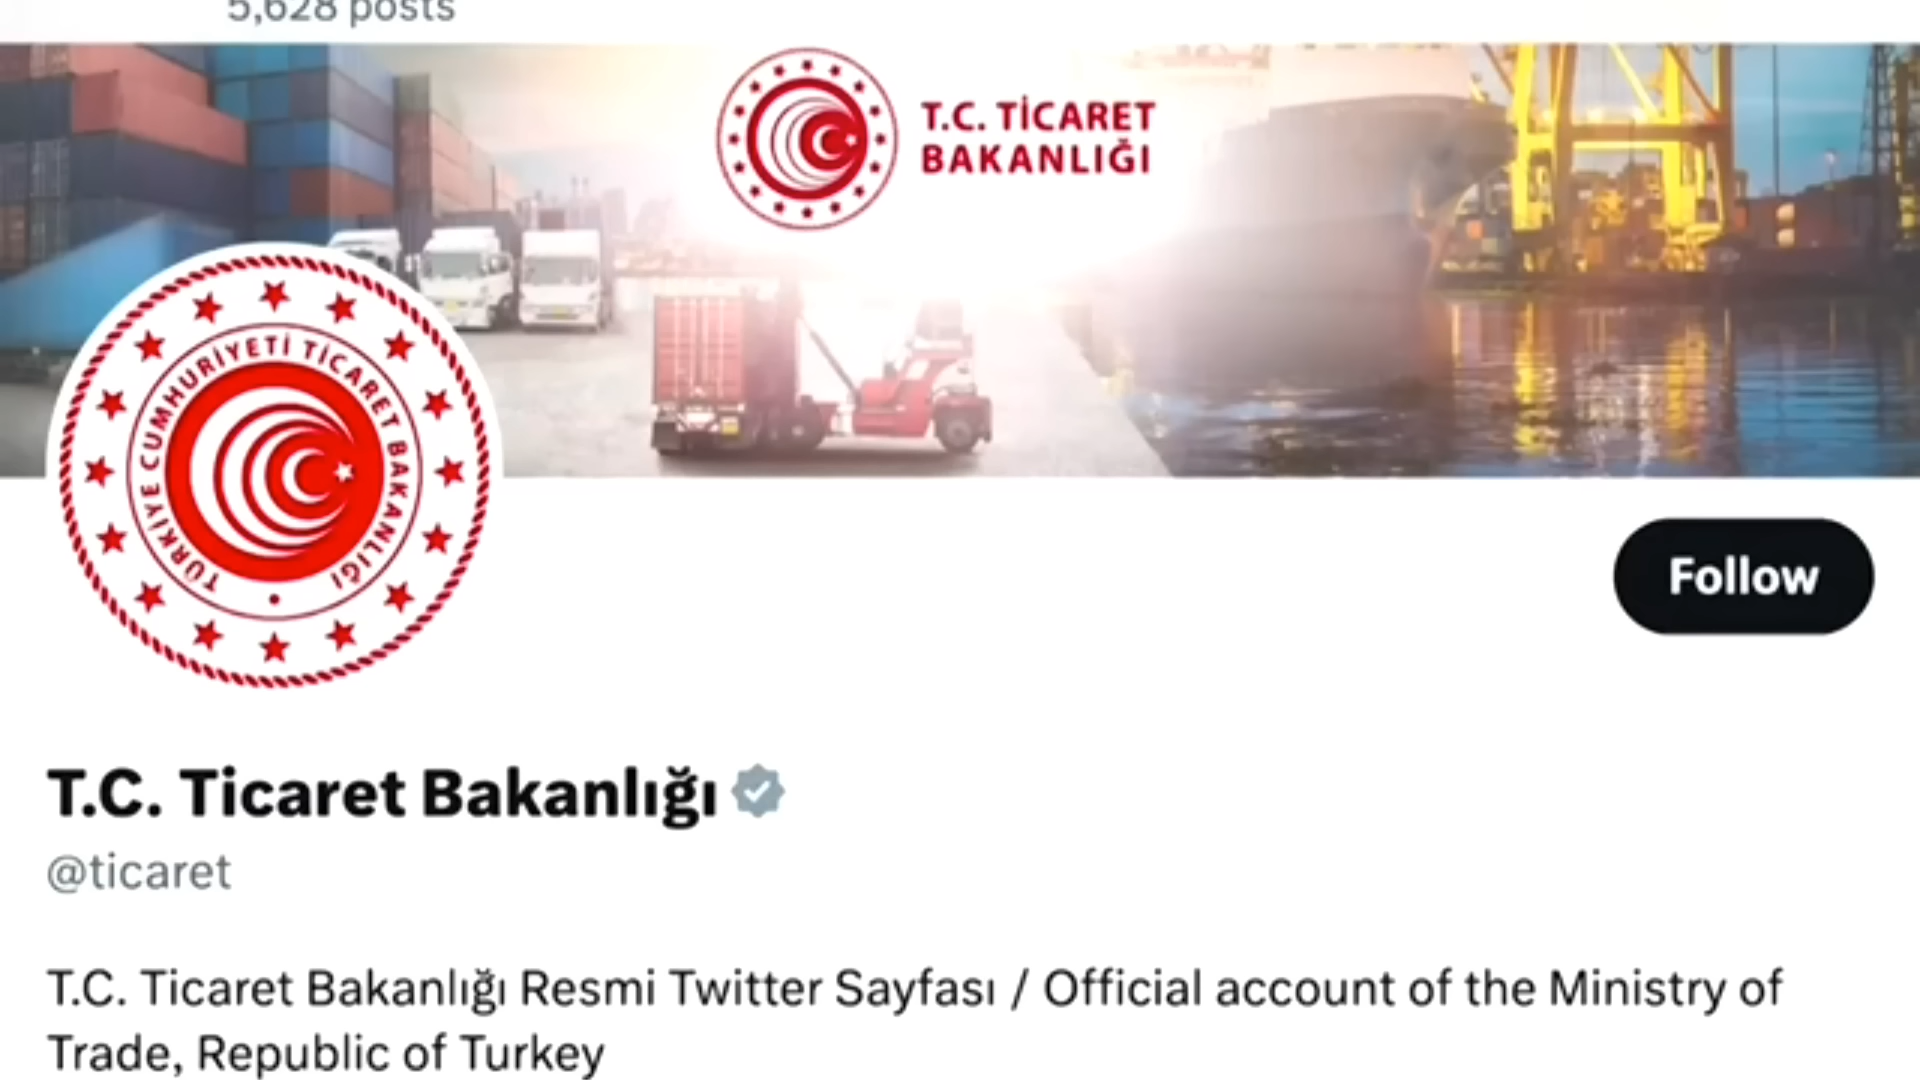 5,628 posts
T.C. TİCARET
BAKANLIĞI
TÜRKİYE CUMHURİYETİ TİCARET BAKANLIĞI
Follow
T.C. Ticaret Bakanlığı
@ticaret
T.C. Ticaret Bakanlığı Resmi Twitter Sayfası / Official account of the Ministry of
Trade, Republic of Turkey